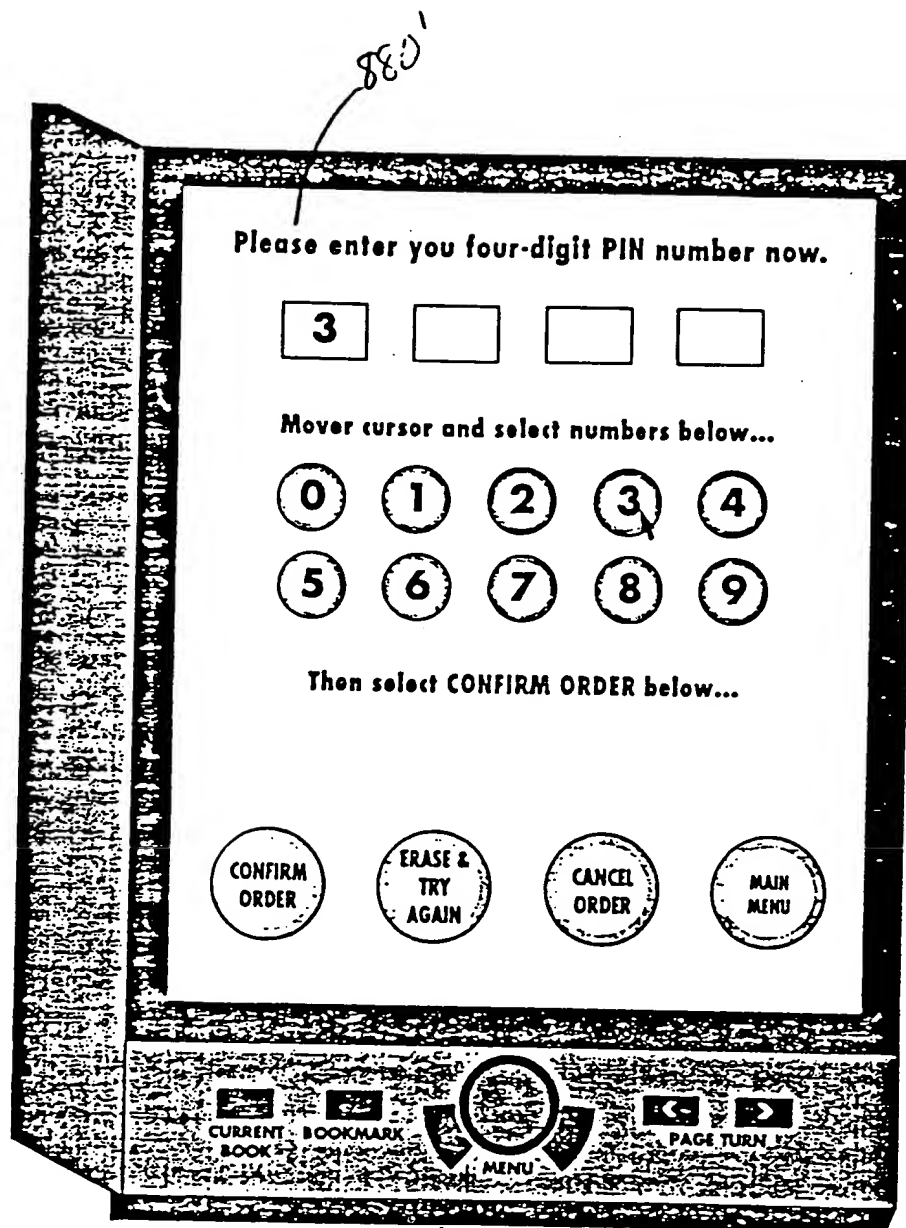 880'
Please enter you four-digit PIN number now.
3
Mover cursor and select numbers below...
0 1 2 3 4
5 6 7 8 9
Then select CONFIRM ORDER below...
CONFIRM ORDER
ERASE & TRY AGAIN
CANCEL ORDER
MAIN MENU
CURRENT BOOK
BOOKMARK
MENU
< >
PAGE TURN